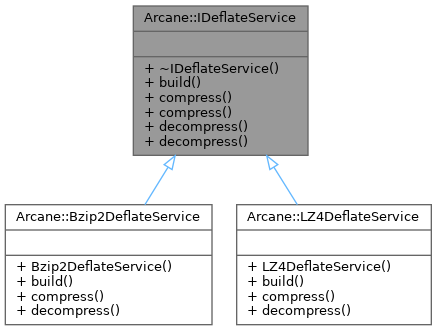 Arcane::IDeflateService
+ ~IDeflateService()
+ build()
+ compress()
+ compress()
+ decompress()
+ decompress()
Arcane::Bzip2DeflateService
+ Bzip2DeflateService()
+ build()
+ compress()
+ decompress()
Arcane::LZ4DeflateService
+ LZ4DeflateService()
+ build()
+ compress()
+ decompress()